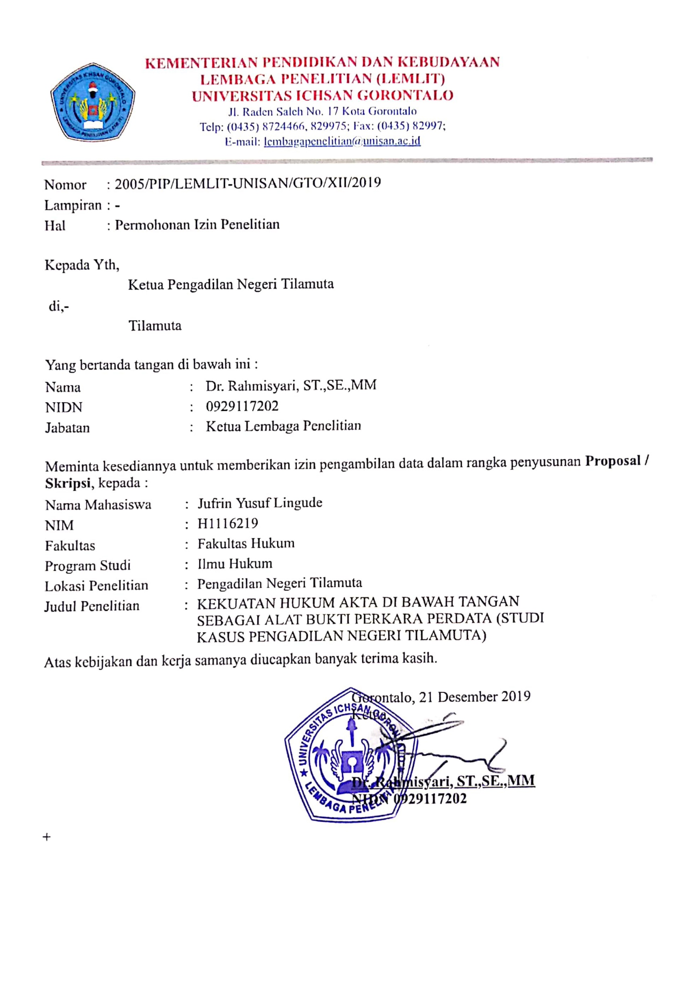 KEMENTERIAN PENDIDIKAN DAN KEBUDAYAAN
LEMBAGA PENELITIAN (LEMLIT)
UNIVERSITAS ICHSAN GORONTALO
Jl. Raden Saleh No. 17 Kota Gorontalo
Telp: (0435) 8724466, 829975; Fax: (0435) 82997;
E-mail: lembagapenelitian@unisan.ac.id
UNIVERSITAS ICHSAN GORONTALO
LEMBAGA PENELITIAN (LEMLIT)
Nomor : 2005/PIP/LEMLIT-UNISAN/GTO/XII/2019
Lampiran : -
Hal : Permohonan Izin Penelitian
Kepada Yth,
Ketua Pengadilan Negeri Tilamuta
di,-
Tilamuta
Yang bertanda tangan di bawah ini :
Nama : Dr. Rahmisyari, ST.,SE.,MM
NIDN : 0929117202
Jabatan : Ketua Lembaga Penelitian
Meminta kesediannya untuk memberikan izin pengambilan data dalam rangka penyusunan Proposal /
Skripsi, kepada :
Nama Mahasiswa : Jufrin Yusuf Lingude
NIM : H1116219
Fakultas : Fakultas Hukum
Program Studi : Ilmu Hukum
Lokasi Penelitian : Pengadilan Negeri Tilamuta
Judul Penelitian : KEKUATAN HUKUM AKTA DI BAWAH TANGAN
SEBAGAI ALAT BUKTI PERKARA PERDATA (STUDI
KASUS PENGADILAN NEGERI TILAMUTA)
Atas kebijakan dan kerja samanya diucapkan banyak terima kasih.
Gorontalo, 21 Desember 2019
Ketua,
UNIVERSITAS ICHSAN GORONTALO
LEMBAGA PENELITIAN
Dr. Rahmisyari, ST.,SE.,MM
NIDN 0929117202
+